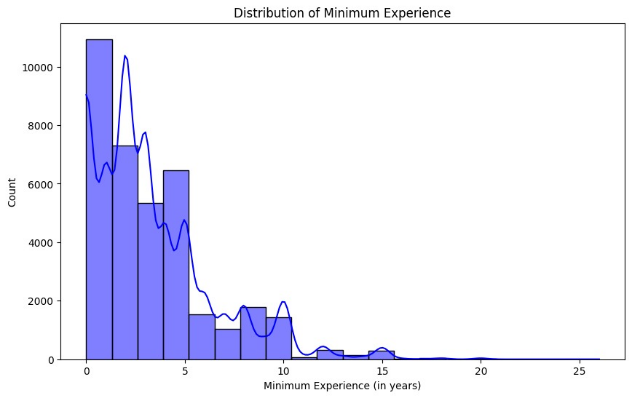 Distribution of Minimum Experience
Count
10000
8000
6000
4000
2000
0
0 5 10 15 20 25
Minimum Experience (in years)